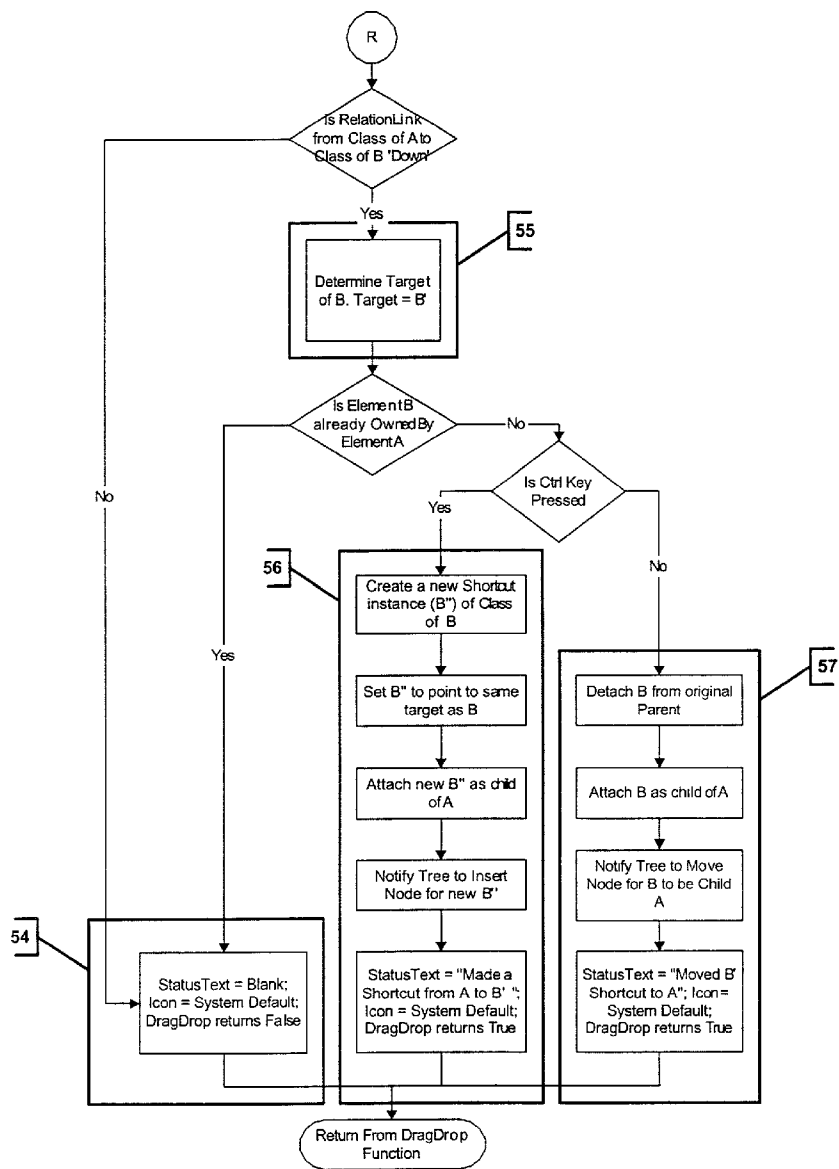 R
Is RelationLink
from Class of A to
Class of B 'Down'
Yes
55
Determine Target
of B. Target = B'
Is Element B
already Owned By
Element A
No
Is Ctrl Key
Pressed
No
Yes
56
No
Create a new Shortcut
instance (B") of Class
of B
Yes
57
Set B" to point to same
target as B
Detach B from original
Parent
Attach new B" as child
of A
Attach B as child of A
Notify Tree to Insert
Node for new B"
Notify Tree to Move
Node for B to be Child
A
54
StatusText = Blank;
Icon = System Default;
DragDrop returns False
StatusText = "Made a
Shortcut from A to B' ";
Icon = System Default;
DragDrop returns True
StatusText = "Moved B'
Shortcut to A"; Icon =
System Default;
DragDrop returns True
Return From DragDrop
Function